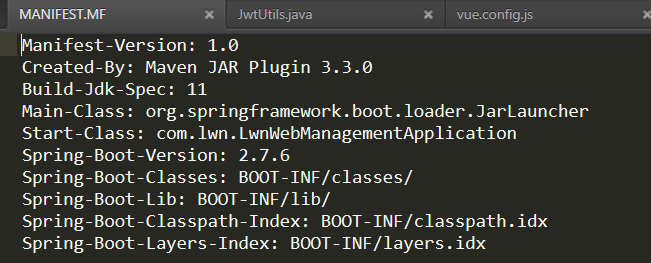 MANIFEST.MF × JwtUtils.java × vue.config.js
Manifest-Version: 1.0
Created-By: Maven JAR Plugin 3.3.0
Build-Jdk-Spec: 11
Main-Class: org.springframework.boot.loader.JarLauncher
Start-Class: com.lwn.LwnWebManagementApplication
Spring-Boot-Version: 2.7.6
Spring-Boot-Classes: BOOT-INF/classes/
Spring-Boot-Lib: BOOT-INF/lib/
Spring-Boot-Classpath-Index: BOOT-INF/classpath.idx
Spring-Boot-Layers-Index: BOOT-INF/layers.idx